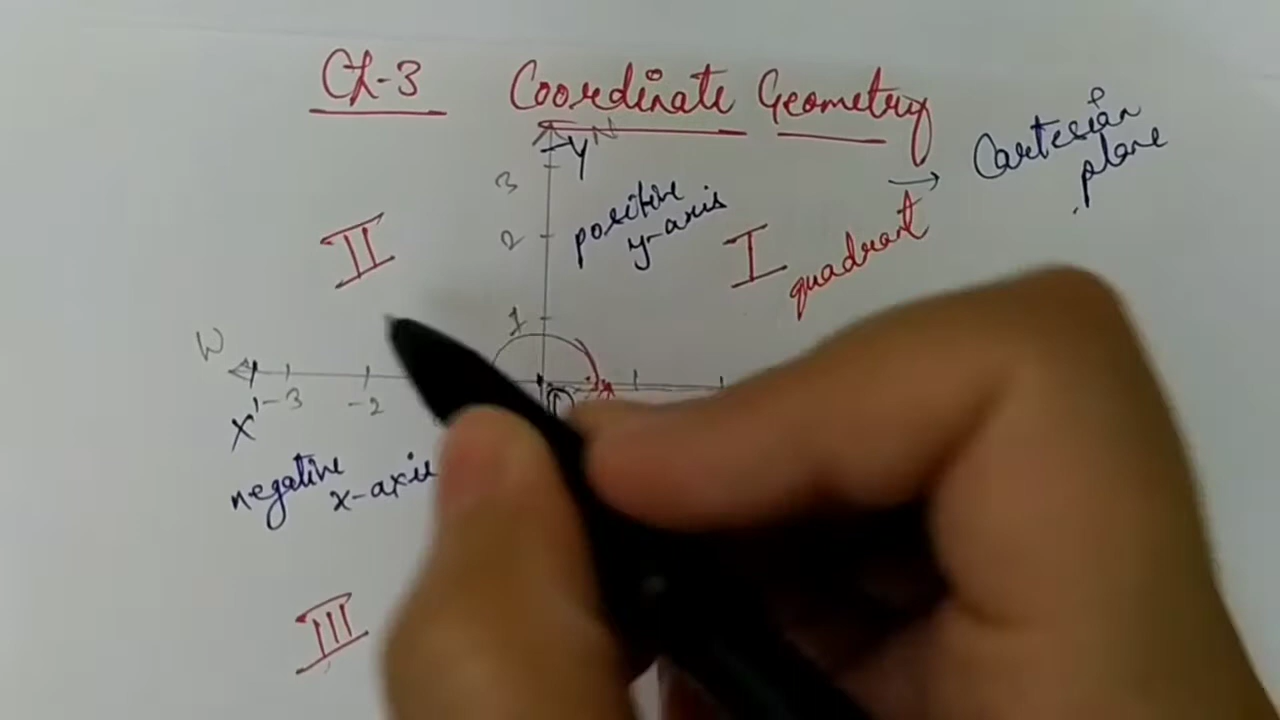 Ch-3 Coordinate Geometry
→ Cartesian
plane
Y N
3
positive
y-axis
2
II
I
quadrant
1
W
-3
-2
X'
negative
x-axis
III